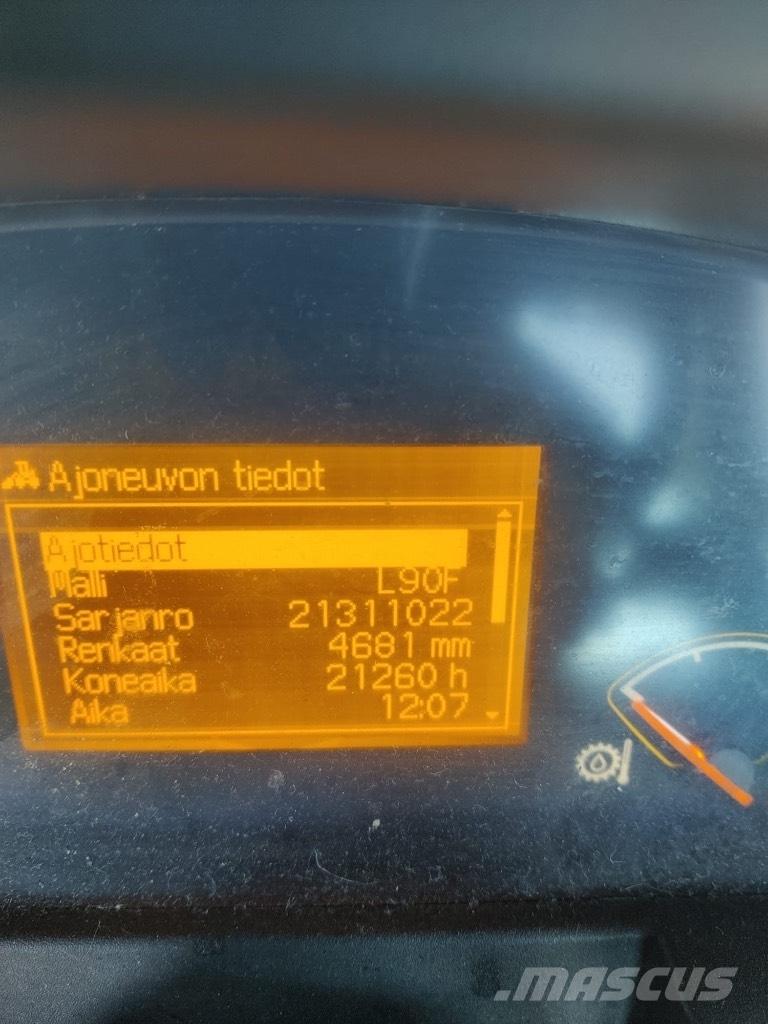 Ajoneuvon tiedot
Ajotiedot
Malli L90F
Sarjanro 21311022
Renkaat 4681 mm
Koneaika 21260 h
Aika 12:07
MASCUS